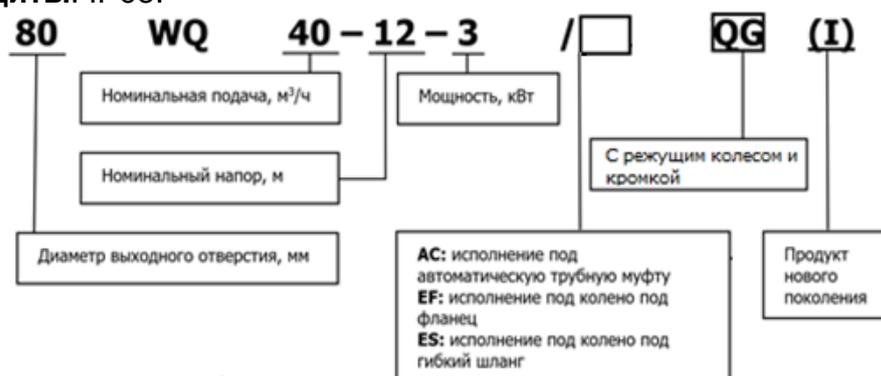 80 WQ 40 – 12 – 3 / QG (I)
Номинальная подача, м³/ч
Мощность, кВт
С режущим колесом и
кромкой
Номинальный напор, м
Диаметр выходного отверстия, мм
AC: исполнение под
автоматическую трубную муфту
EF: исполнение под колено под
фланец
ES: исполнение под колено под
гибкий шланг
Продукт
нового
поколения